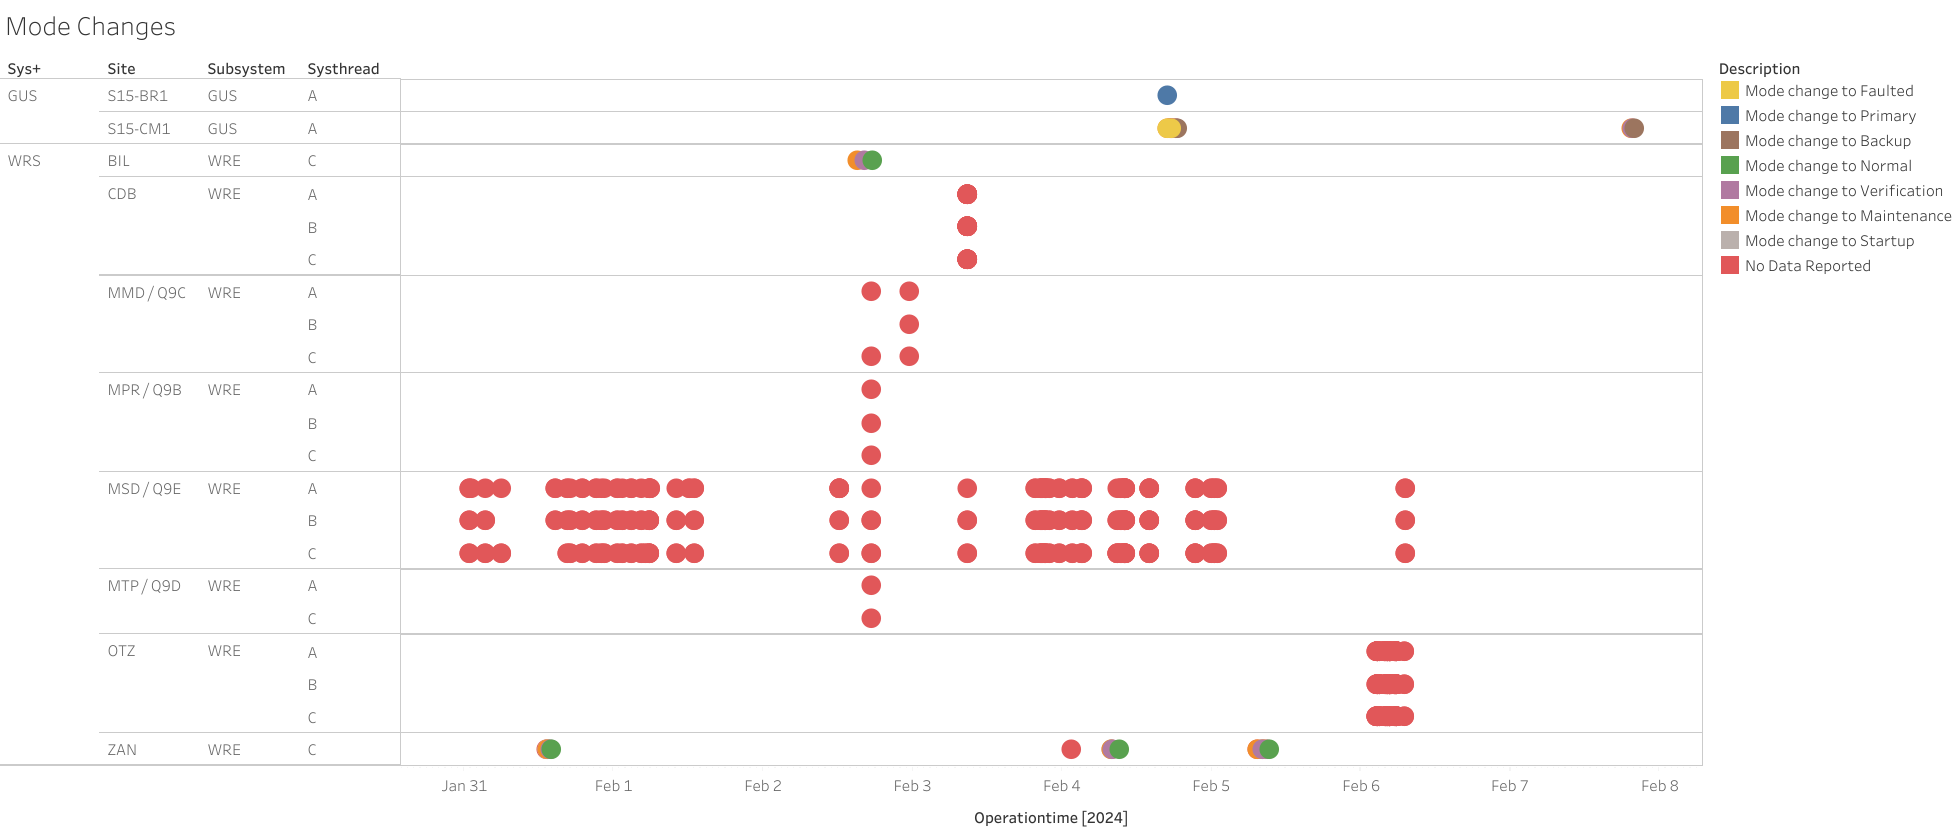 Mode Changes
Sys+ Site Subsystem Systhread
Description
GUS S15-BR1 GUS A
Mode change to Faulted
Mode change to Primary
S15-CM1 GUS A
Mode change to Backup
WRS BIL WRE C
Mode change to Normal
CDB WRE A
Mode change to Verification
Mode change to Maintenance
B
Mode change to Startup
C
No Data Reported
MMD / Q9C WRE A
B
C
MPR / Q9B WRE A
B
C
MSD / Q9E WRE A
B
C
MTP / Q9D WRE A
C
OTZ WRE A
B
C
ZAN WRE C
Jan 31 Feb 1 Feb 2 Feb 3 Feb 4 Feb 5 Feb 6 Feb 7 Feb 8
Operationtime [2024]